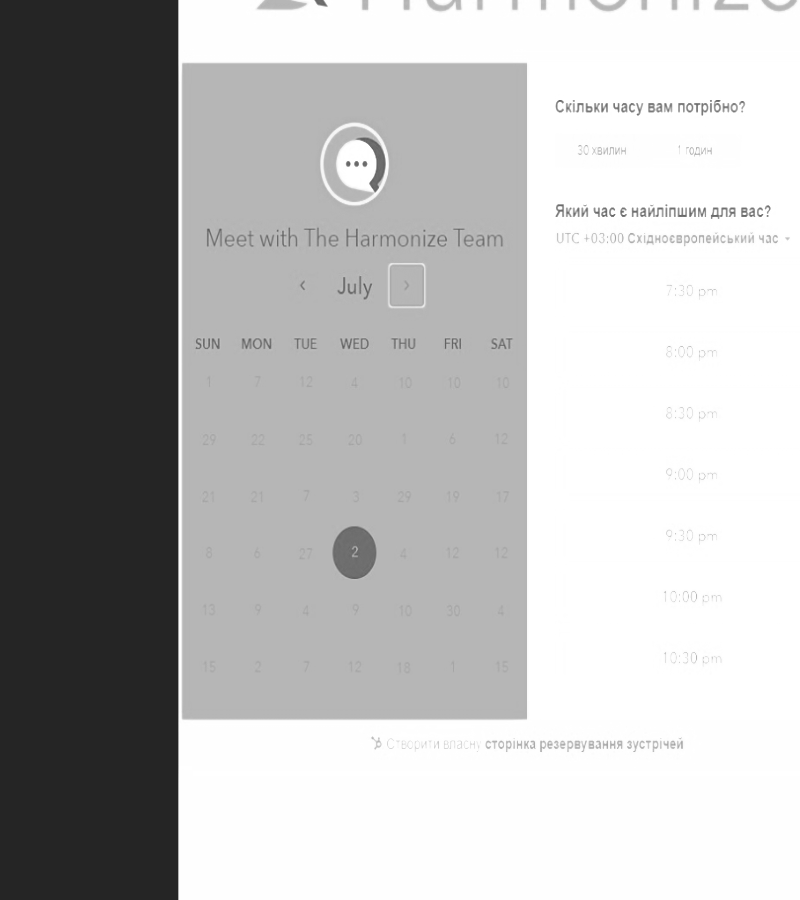 Harmonize
Meet with The Harmonize Team
July
SUN MON TUE WED THU FRI SAT
1 7 12 4 10 10 10
29 22 25 20 1 6 12
21 21 7 3 29 19 17
8 6 27 2 4 12 12
13 9 4 9 10 30 4
15 2 7 12 18 1 15
Скільки часу вам потрібно?
30 хвилин 1 годин
Який час є найліпшим для вас?
UTC +03:00 Східноєвропейський час
7:30 pm
8:00 pm
8:30 pm
9:00 pm
9:30 pm
10:00 pm
10:30 pm
Створити власну сторінка резервування зустрічей